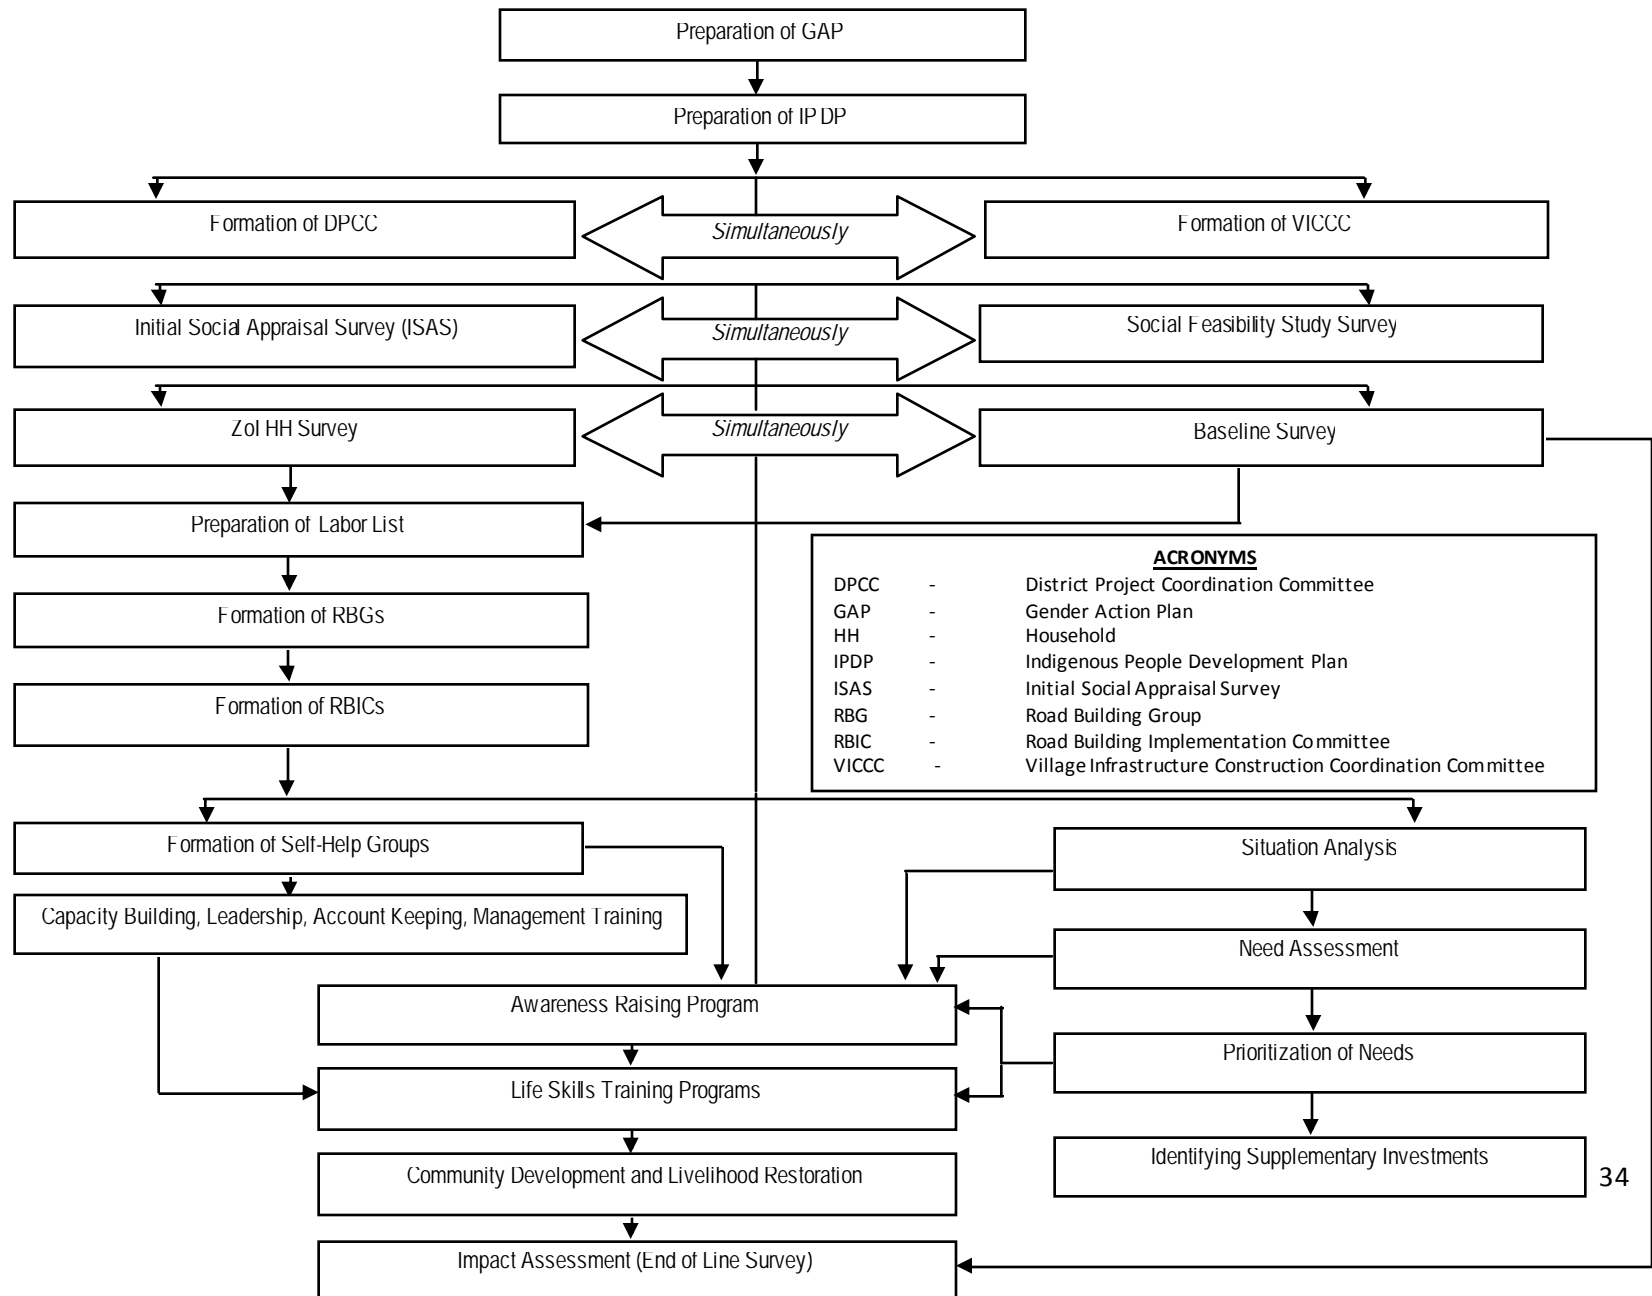 Preparation of GAP
Preparation of IPDP
Formation of DPCC
Simultaneously
Formation of VICCC
Initial Social Appraisal Survey (ISAS)
Simultaneously
Social Feasibility Study Survey
ZoI HH Survey
Simultaneously
Baseline Survey
Preparation of Labor List
Formation of RBGs
Formation of RBICs
ACRONYMS
DPCC - District Project Coordination Committee
GAP - Gender Action Plan
HH - Household
IPDP - Indigenous People Development Plan
ISAS - Initial Social Appraisal Survey
RBG - Road Building Group
RBIC - Road Building Implementation Committee
VICCC - Village Infrastructure Construction Coordination Committee
Formation of Self-Help Groups
Situation Analysis
Capacity Building, Leadership, Account Keeping, Management Training
Need Assessment
Awareness Raising Program
Prioritization of Needs
Life Skills Training Programs
Identifying Supplementary Investments
Community Development and Livelihood Restoration
34
Impact Assessment (End of Line Survey)